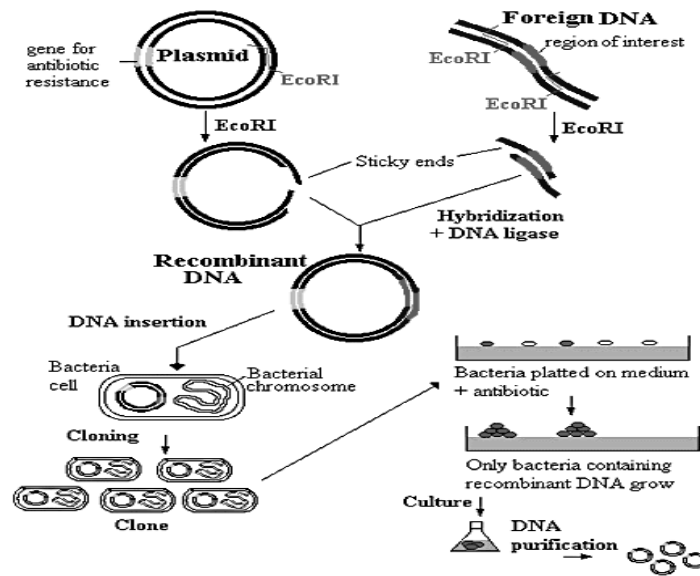 Foreign DNA
gene for
antibiotic
resistance
Plasmid
EcoRI
region of interest
EcoRI
EcoRI
EcoRI
EcoRI
Sticky ends
Hybridization
+ DNA ligase
Recombinant
DNA
DNA insertion
Bacteria
cell
Bacterial
chromosome
Cloning
Clone
Bacteria platted on medium
+ antibiotic
Only bacteria containing
recombinant DNA grow
Culture
DNA
purification